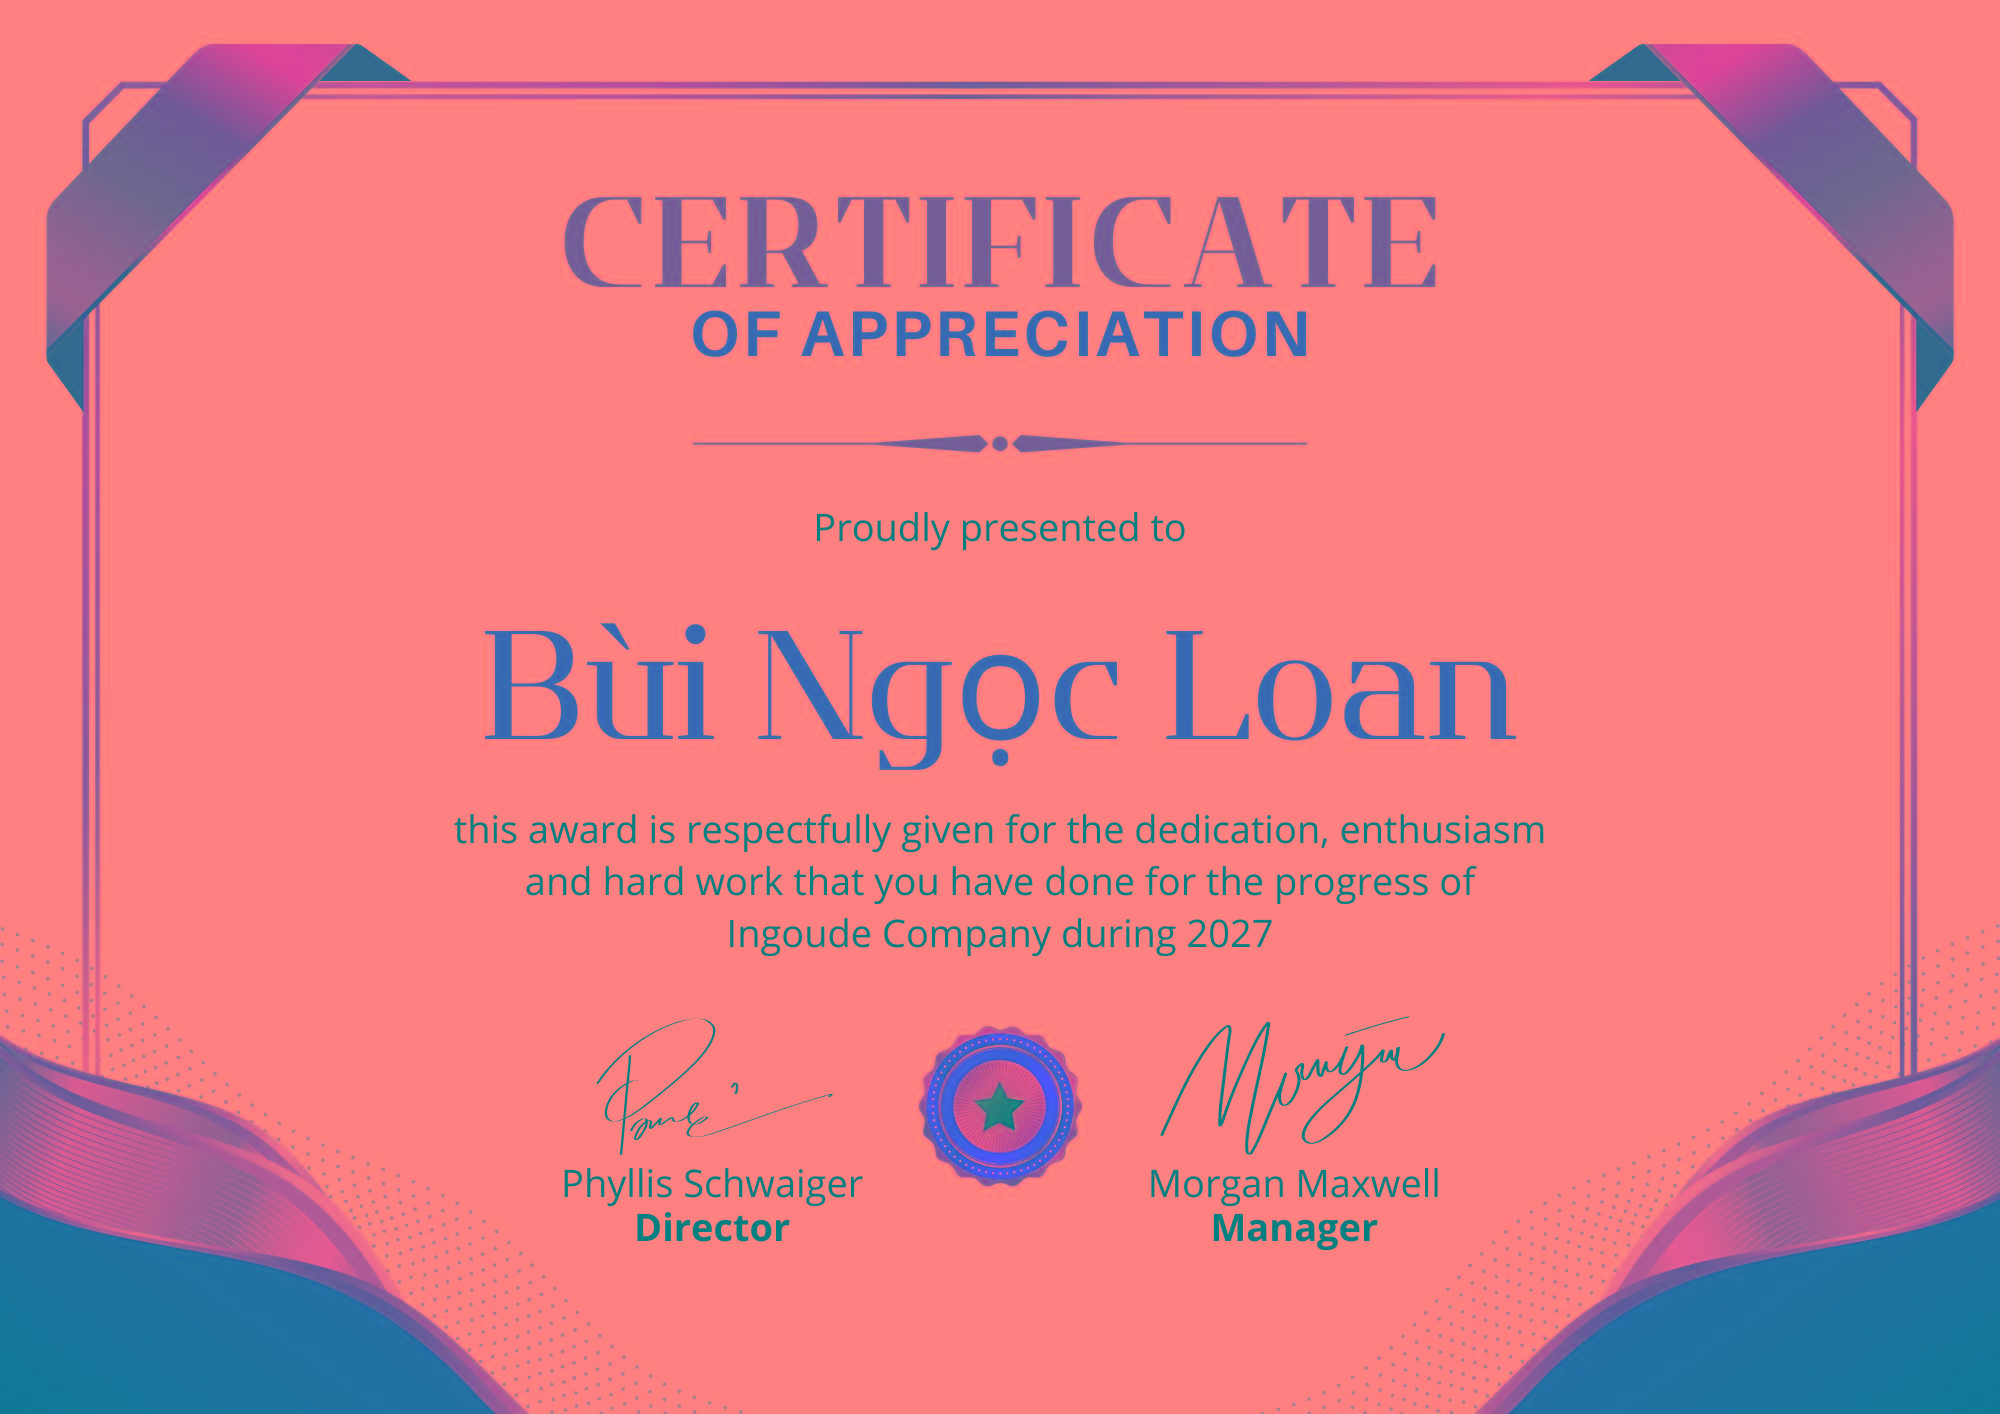 CERTIFICATE
OF APPRECIATION
Proudly presented to
Bùi Ngọc Loan
this award is respectfully given for the dedication, enthusiasm
and hard work that you have done for the progress of
Ingoude Company during 2027
Phyllis Schwaiger
Director
Morgan Maxwell
Manager